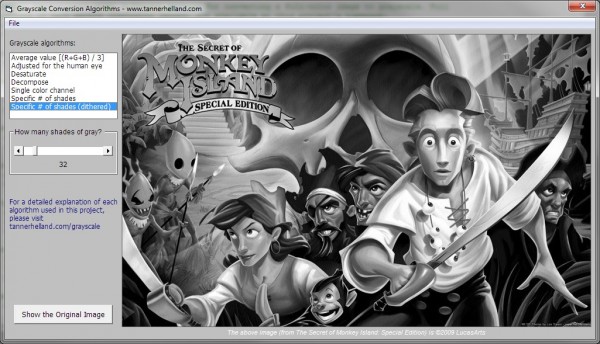 Grayscale Conversion Algorithms - www.tannerhelland.com
File
Grayscale algorithms:
Average value [(R+G+B) / 3]
Adjusted for the human eye
Desaturate
Decompose
Single color channel
Specific # of shades
Specific # of shades (dithered)
How many shades of gray?
32
For a detailed explanation of each
algorithm used in this project,
please visit
tannerhelland.com/grayscale
Show the Original Image
THE SECRET OF
MONKEY
ISLAND
SPECIAL EDITION
The above image (from The Secret of Monkey Island: Special Edition) is ©2009 LucasArts